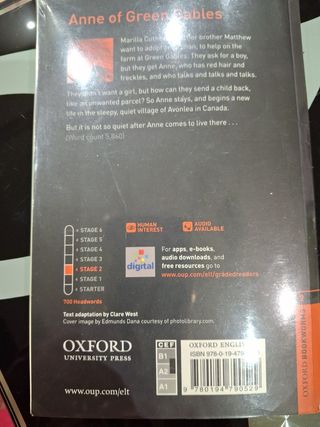 Anne of Green Gables
Marilla Cuthbert and her brother Matthew
want to adopt an orphan, to help on the
farm at Green Gables. They ask for a boy,
but they get Anne, who has red hair and
freckles, and who talks and talks and talks.
They don't want a girl, but how can they send a child back,
like an unwanted parcel? So Anne stays, and begins a new
life in the sleepy, quiet village of Avonlea in Canada.
But it is not so quiet after Anne comes to live there . . .
(Word count 5,860)
+ STAGE 6
+ STAGE 5
+ STAGE 4
+ STAGE 3
+ STAGE 2
+ STAGE 1
+ STARTER
700 Headwords
HUMAN
INTEREST
AUDIO
AVAILABLE
digital
For apps, e-books,
audio downloads, and
free resources go to
www.oup.com/elt/gradedreaders
Text adaptation by Clare West
Cover image by Edmunds Dana courtesy of photolibrary.com
OXFORD
UNIVERSITY PRESS
www.oup.com/elt
CEF
B1
A2
A1
OXFORD ENGL
ISBN 978-0-19-479
9 780194 790529
OXFORD BOOKWORMS
2